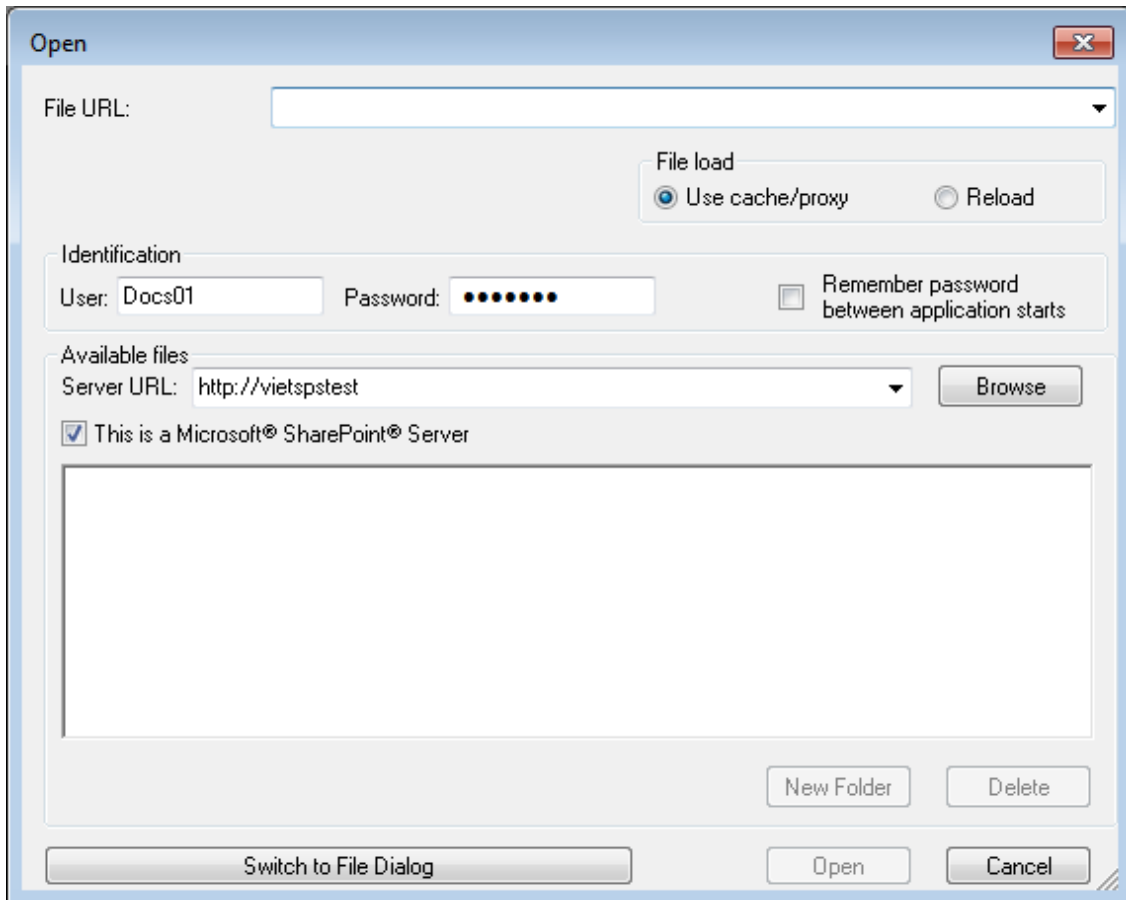 Open
File URL:
File load
Use cache/proxy
Reload
Identification
User: Docs01
Password: •••••••
Remember password
between application starts
Available files
Server URL: http://vietspstest
Browse
This is a Microsoft® SharePoint® Server
New Folder
Delete
Switch to File Dialog
Open
Cancel